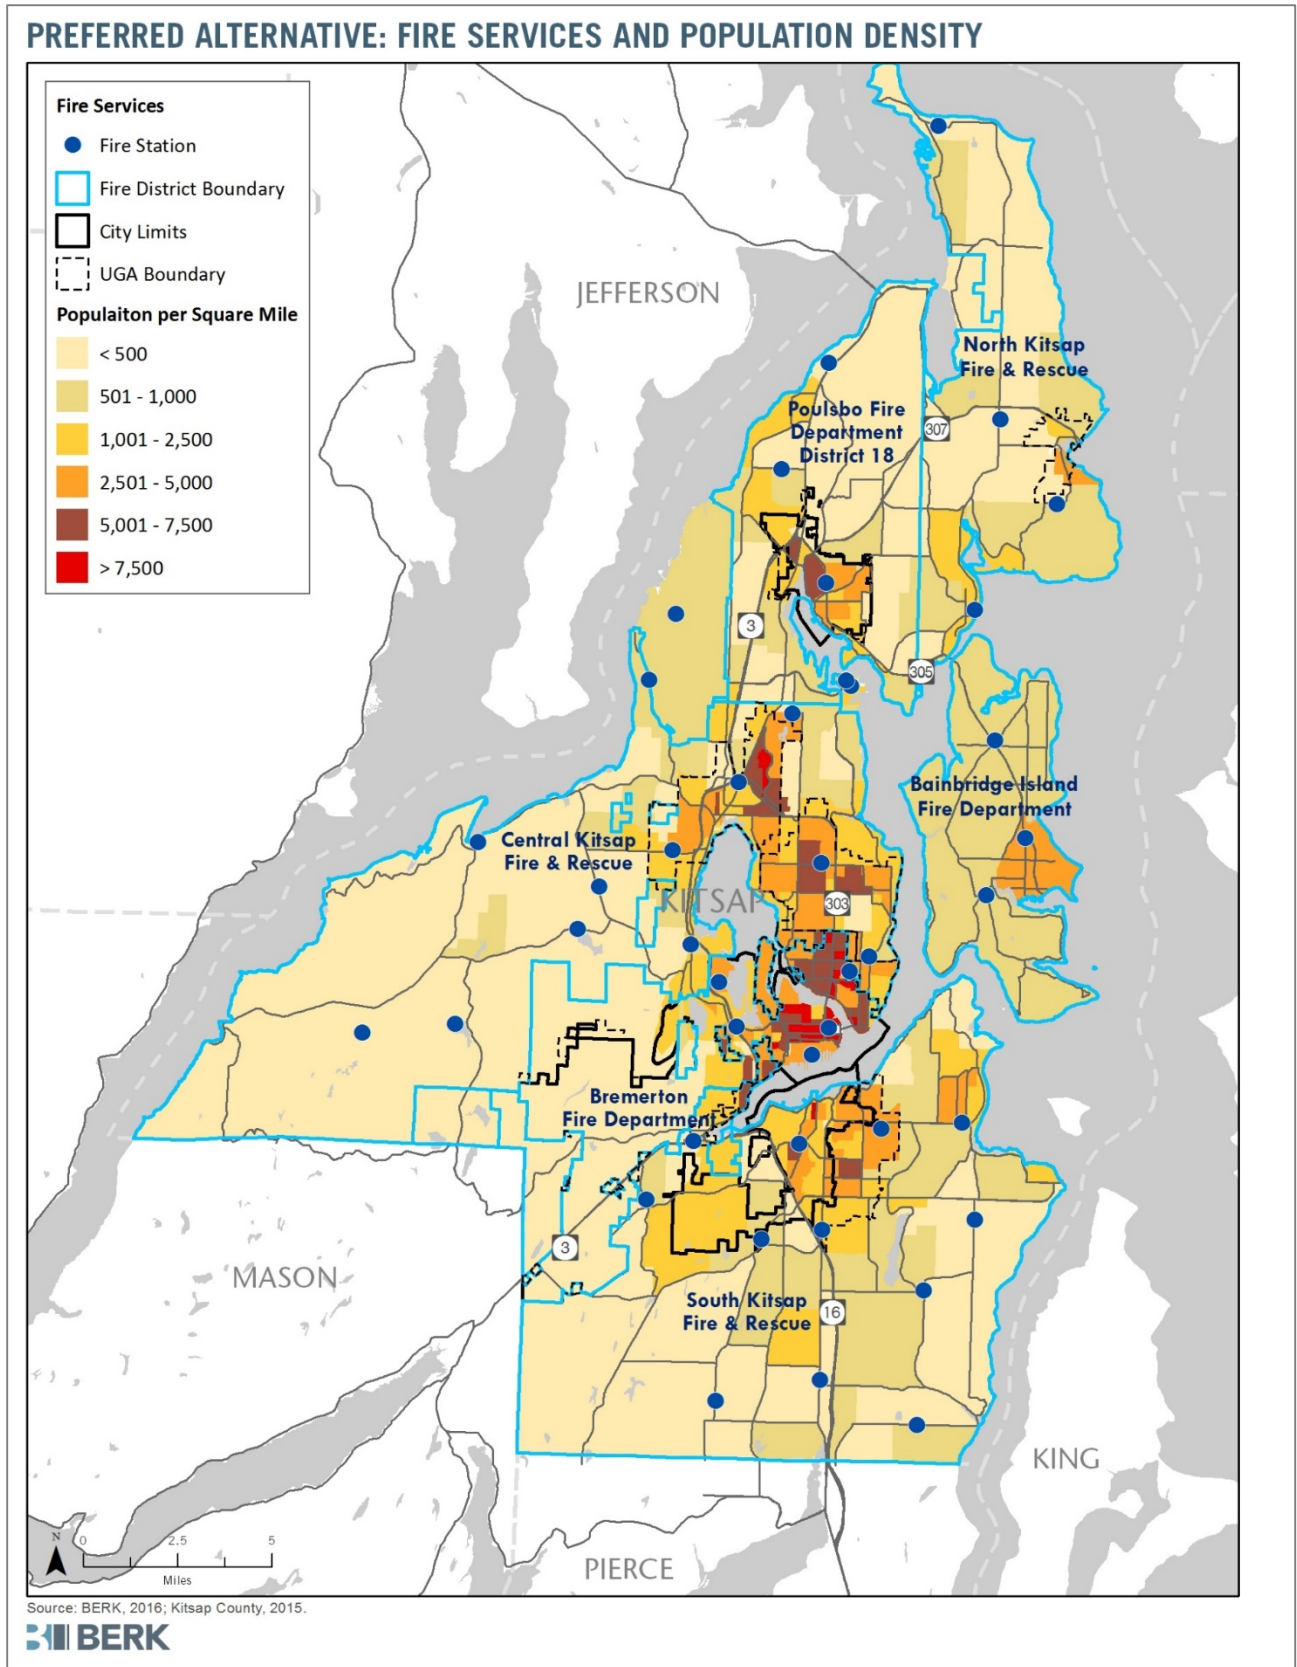 PREFERRED ALTERNATIVE: FIRE SERVICES AND POPULATION DENSITY
Fire Services
Fire Station
Fire District Boundary
City Limits
UGA Boundary
Populaiton per Square Mile
< 500
501 - 1,000
1,001 - 2,500
2,501 - 5,000
5,001 - 7,500
> 7,500
JEFFERSON
North Kitsap
Fire & Rescue
Poulsbo Fire
Department
District 18
307
3
305
Bainbridge Island
Fire Department
Central Kitsap
Fire & Rescue
KITSAP
303
Bremerton
Fire Department
3
MASON
South Kitsap
Fire & Rescue
16
KING
PIERCE
N
0 2.5 5
Miles
Source: BERK, 2016; Kitsap County, 2015.
BERK